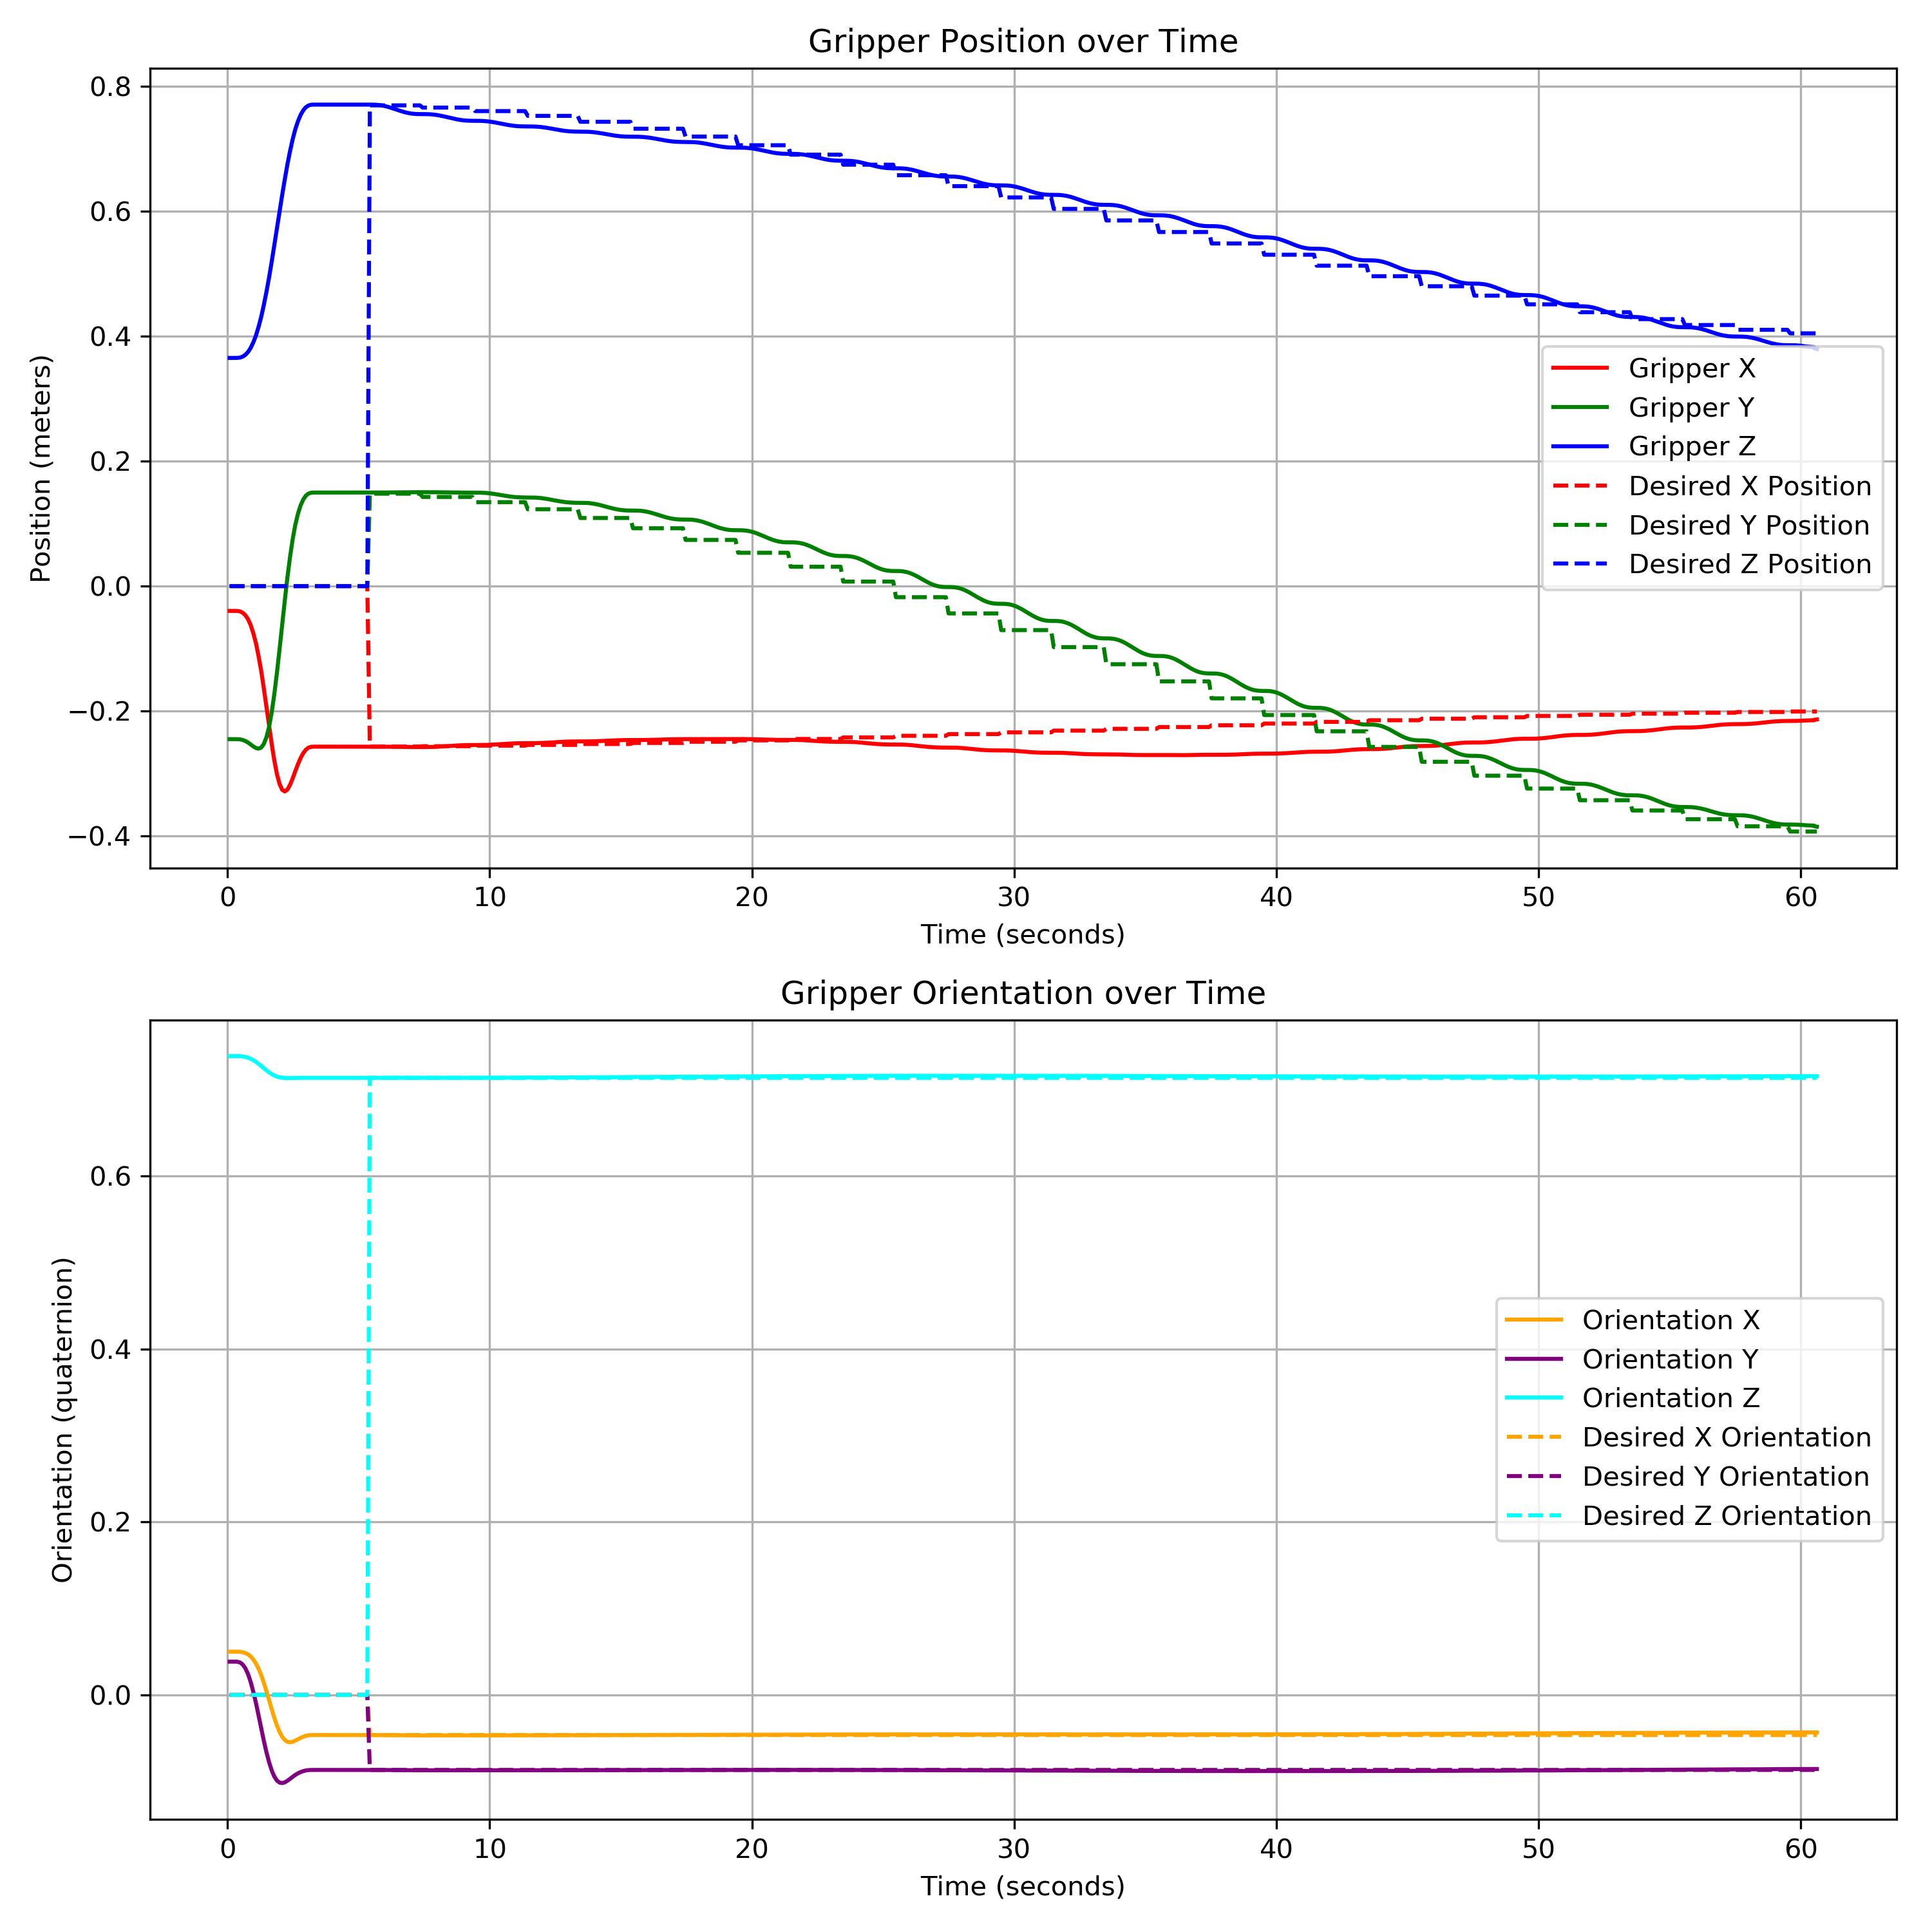 Gripper Position over Time
0.8
0.6
0.4
0.2
0.0
−0.2
−0.4
Position (meters)
Gripper X
Gripper Y
Gripper Z
Desired X Position
Desired Y Position
Desired Z Position
0 10 20 30 40 50 60
Time (seconds)
Gripper Orientation over Time
0.6
0.4
0.2
0.0
Orientation (quaternion)
Orientation X
Orientation Y
Orientation Z
Desired X Orientation
Desired Y Orientation
Desired Z Orientation
0 10 20 30 40 50 60
Time (seconds)